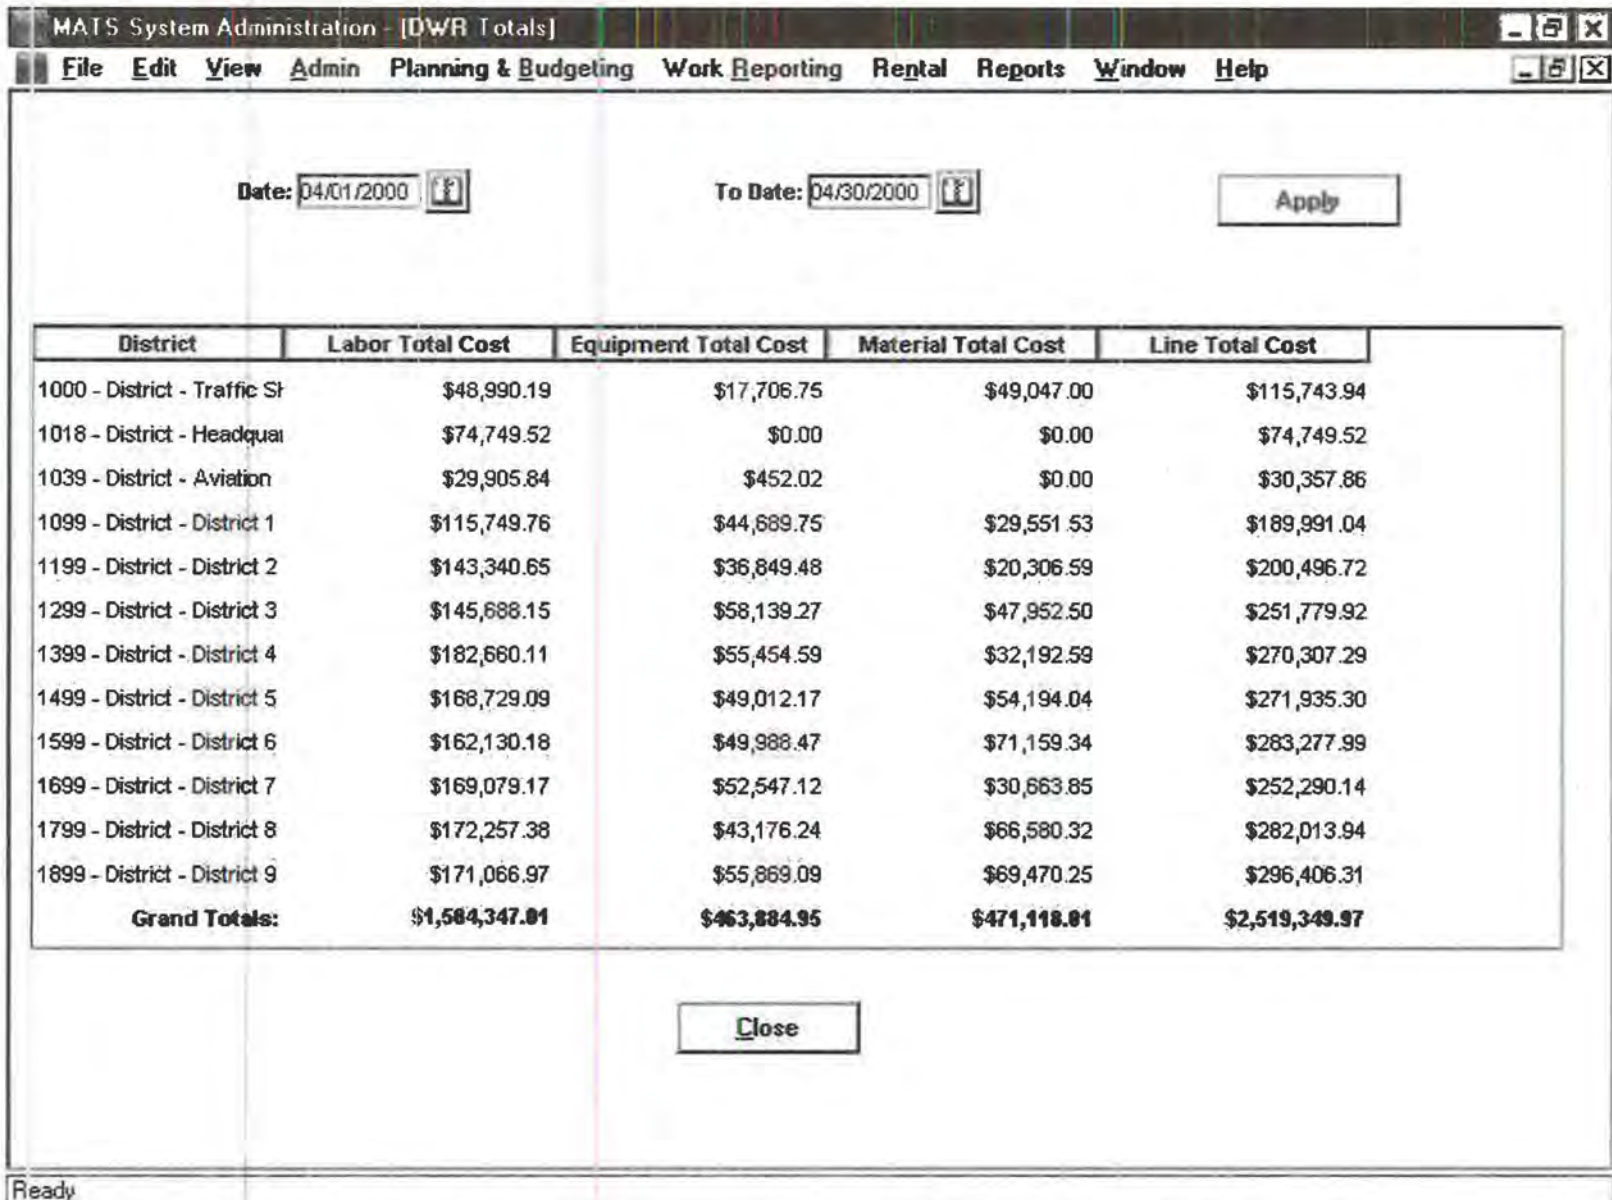 MATS System Administration - [DWR Totals]
File Edit View Admin Planning & Budgeting Work Reporting Rental Reports Window Help
Date: 04/01/2000 To Date: 04/30/2000 Apply
District Labor Total Cost Equipment Total Cost Material Total Cost Line Total Cost
1000 - District - Traffic Sh $48,990.19 $17,706.75 $49,047.00 $115,743.94
1018 - District - Headquar $74,749.52 $0.00 $0.00 $74,749.52
1039 - District - Aviation $29,905.84 $452.02 $0.00 $30,357.86
1099 - District - District 1 $115,749.76 $44,689.75 $29,551.53 $189,991.04
1199 - District - District 2 $143,340.65 $36,849.48 $20,306.59 $200,496.72
1299 - District - District 3 $145,688.15 $58,139.27 $47,952.50 $251,779.92
1399 - District - District 4 $182,660.11 $55,454.59 $32,192.59 $270,307.29
1499 - District - District 5 $168,729.09 $49,012.17 $54,194.04 $271,935.30
1599 - District - District 6 $162,130.18 $49,988.47 $71,159.34 $283,277.99
1699 - District - District 7 $169,079.17 $52,547.12 $30,663.85 $252,290.14
1799 - District - District 8 $172,257.38 $43,176.24 $66,580.32 $282,013.94
1899 - District - District 9 $171,066.97 $55,869.09 $69,470.25 $296,406.31
Grand Totals: $1,584,347.01 $463,884.95 $471,118.01 $2,519,349.97
Close
Ready